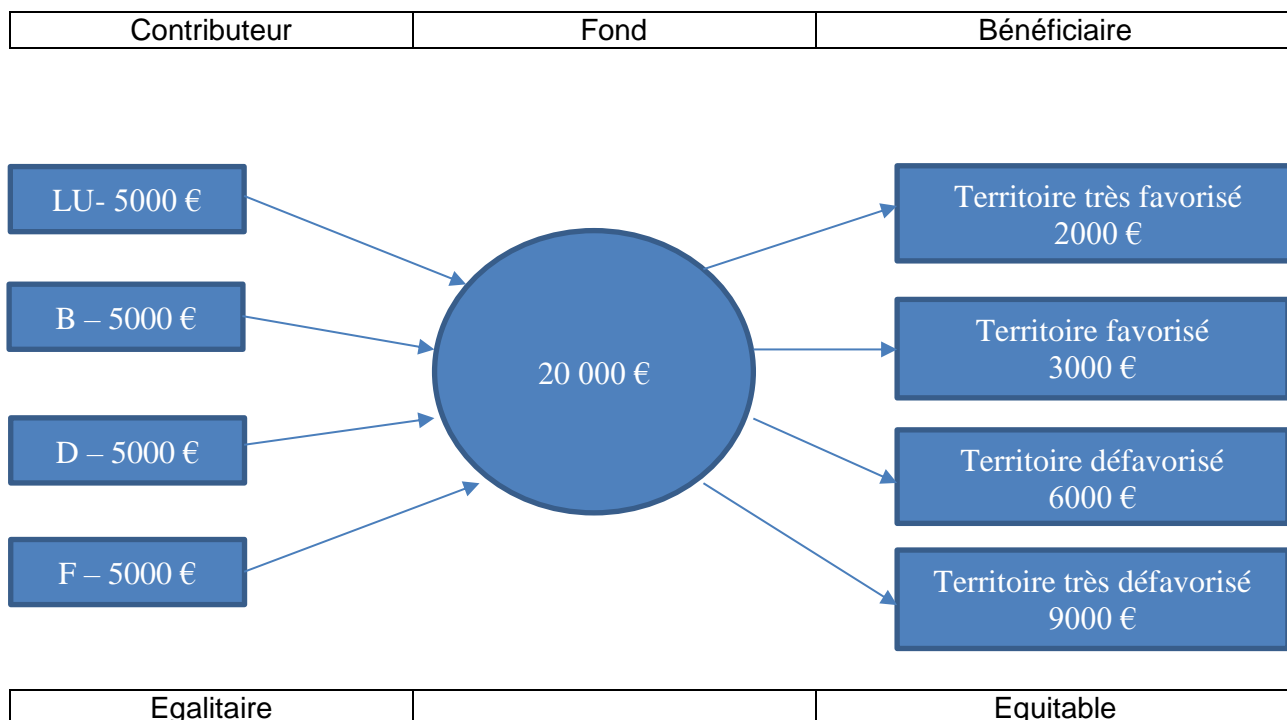 Contributeur
Fond
Bénéficiaire
LU- 5000 €
B – 5000 €
D – 5000 €
F – 5000 €
20 000 €
Territoire très favorisé
2000 €
Territoire favorisé
3000 €
Territoire défavorisé
6000 €
Territoire très défavorisé
9000 €
Egalitaire
Equitable